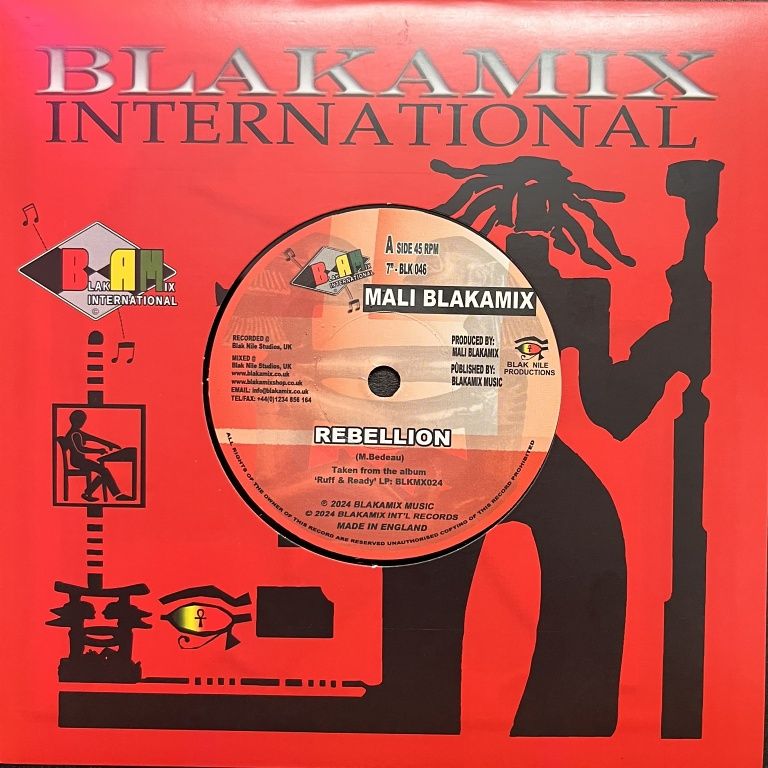 BLAKAMIX
INTERNATIONAL
BLAKAMIX
INTERNATIONAL
©
BLAKAMIX
INTERNATIONAL
A SIDE 45 RPM
7" - BLK 046
MALI BLAKAMIX
RECORDED @
Blak Nile Studios, UK
MIXED @
Blak Nile Studios, UK
www.blakamix.co.uk
www.blakamixshop.co.uk
EMAIL: info@blakamix.co.uk
TEL/FAX: +44(0)1234 856 164
PRODUCED BY:
MALI BLAKAMIX
PUBLISHED BY:
BLAKAMIX MUSIC
BLAK NILE
PRODUCTIONS
REBELLION
(M.Bedeau)
Taken from the album
'Ruff & Ready' LP: BLKMX024
℗ 2024 BLAKAMIX MUSIC
© 2024 BLAKAMIX INT'L RECORDS
MADE IN ENGLAND
ALL RIGHTS OF THE OWNER OF THIS RECORD ARE RESERVED UNAUTHORISED COPYING OF THIS RECORD PROHIBITED